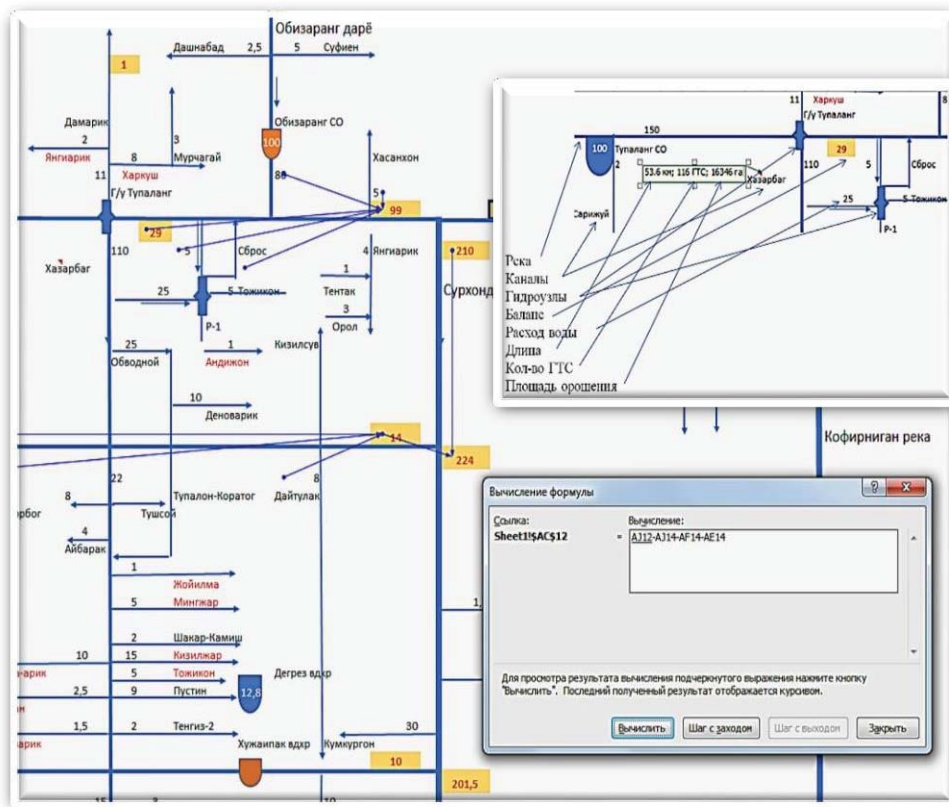 Обизаранг дарё
Дашнабад 2,5 5 Суфиен
1
Дамарик
Обизаранг СО
100
2 3
Янгиарик 8 Мурчагай
Харкуш
Хасанхон
11
Г/у Тупаланг
5
99
29
110 5 Сброс 4 Янгиарик
210
Хазарбаг
1
Сурхонд
25 5 Тожикон Тентак
3
Р-1 Орол
25 1 Кизилсув
Обводной Андижон
10
Деноварик
14
Кофирниган река
224
22 8
8 Тупалон-Коратог Дайтулак
рбог Тушсой
4
Айбарак
1
Жойилма
5 Мингжар
2 Шакар-Камиш
10 15 Кизилжар
-арик 5 Тожикон Дегрез вдхр
2,5 9 Пустин 12,8
1,5 2 Тенгиз-2 30
арик Хужаипак вдхр Кумкургон
10
201,5
11 Харкуш 8
Г/у Тупаланг
150
100 Тупаланг СО 29
2 53.6 км; 116 ГТС; 16346 га 110 5 Сброс
Хазарбаг
25 5 Тожикон
Сарижуй Р-1
Река
Каналы
Гидроузлы
Баланс
Расход воды
Длина
Кол-во ГТС
Площадь орошения
Вычисление формулы
Ссылка: Вычисление:
Sheet1!$AC$12 = AJ12-AJ14-AF14-AE14
Для просмотра результата вычисления подчеркнутого выражения нажмите кнопку
"Вычислить". Последний полученный результат отображается курсивом.
Вычислить Шаг с заходом Шаг с выходом Закрыть